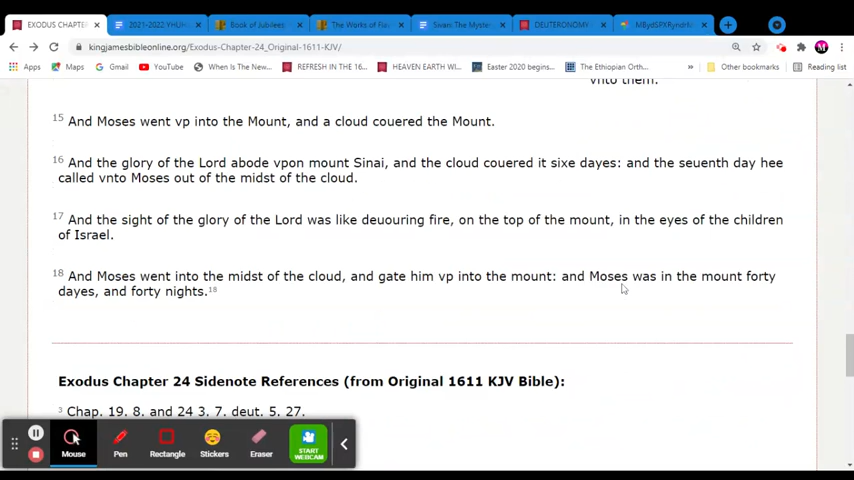 EXODUS CHAPTER
2021-2022 YHUH
Book of Jubilees
The Works of Fla
Swan: The Myste
DEUTERONOMY
MBydSPXRjyndrh
kingjamesbibleonline.org/Exodus-Chapter-24_Original-1611-KJV/
M
Apps
Maps
Gmail
YouTube
When Is The New...
REFRESH IN THE 16...
HEAVEN EARTH WI...
Easter 2020 begins...
The Ethiopian Orth...
»
Other bookmarks
Reading list
vnto them.
15 And Moses went vp into the Mount, and a cloud couered the Mount.
16 And the glory of the Lord abode vpon mount Sinai, and the cloud couered it sixe dayes: and the seuenth day hee
called vnto Moses out of the midst of the cloud.
17 And the sight of the glory of the Lord was like deuouring fire, on the top of the mount, in the eyes of the children
of Israel.
18 And Moses went into the midst of the cloud, and gate him vp into the mount: and Moses was in the mount forty
dayes, and forty nights.18
Exodus Chapter 24 Sidenote References (from Original 1611 KJV Bible):
3 Chap. 19. 8. and 24 3. 7. deut. 5. 27.
Mouse
Pen
Rectangle
Stickers
Eraser
START
WEBCAM